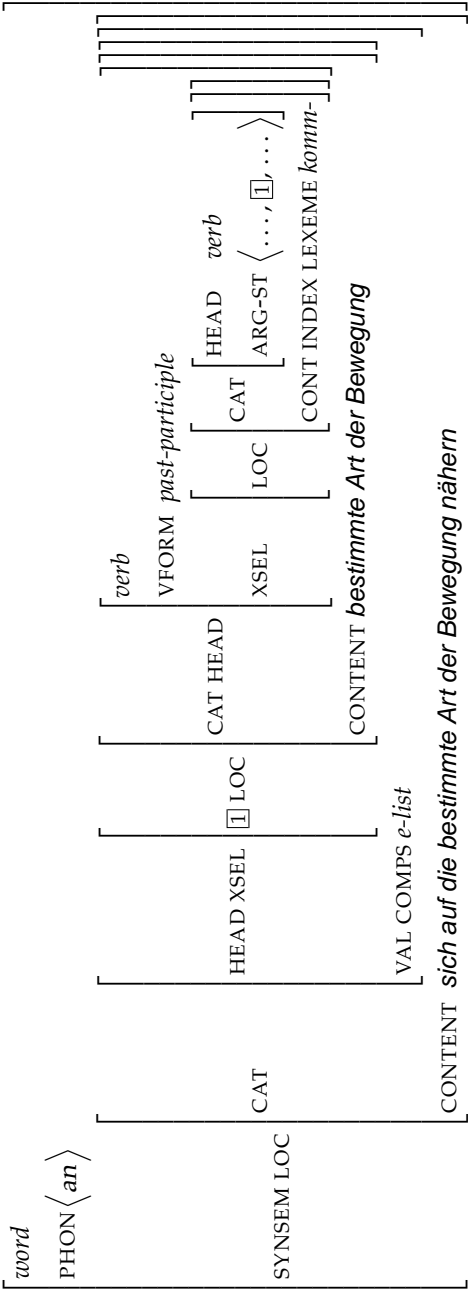 word
PHON ⟨ an ⟩
SYNSEM LOC
CAT
HEAD XSEL
1 LOC
CAT HEAD
verb
VFORM past-participle
XSEL
LOC
CAT
HEAD verb
ARG-ST ⟨ …, 1, … ⟩
CONT INDEX LEXEME komm-
CONTENT bestimmte Art der Bewegung
VAL COMPS e-list
CONTENT sich auf die bestimmte Art der Bewegung nähern